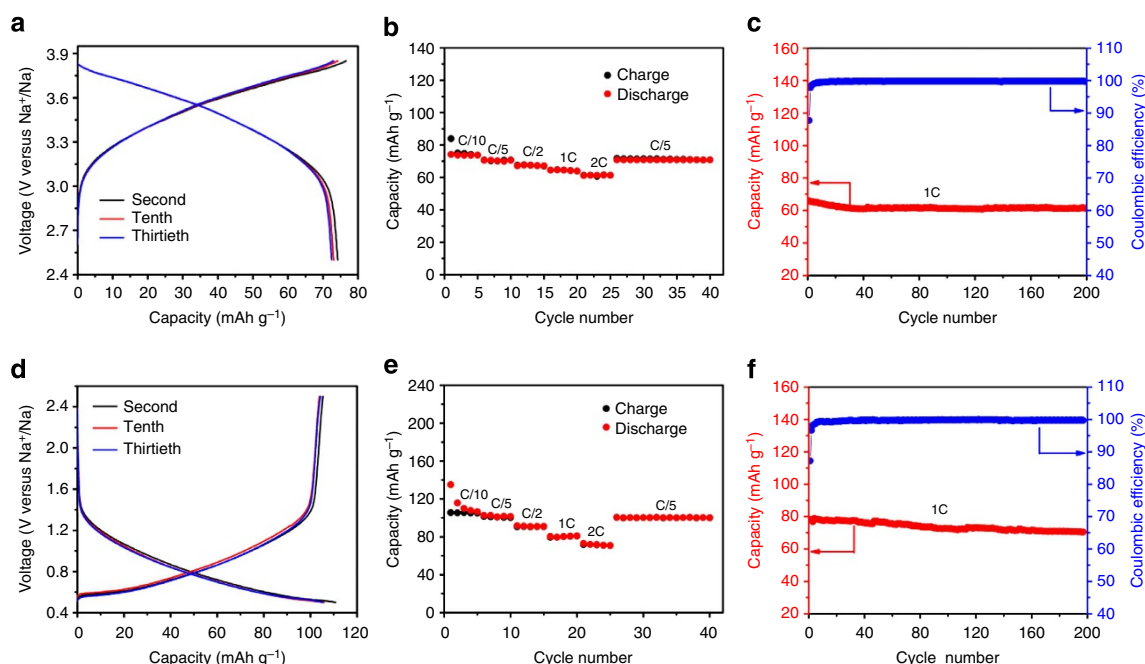 a
3.9
3.6
3.3
3.0
2.7
2.4
Voltage (V versus Na⁺/Na)
Second
Tenth
Thirtieth
0 10 20 30 40 50 60 70 80
Capacity (mAh g⁻¹)
b
140
120
100
80
60
40
20
0
Capacity (mAh g⁻¹)
Charge
Discharge
C/10
C/5
C/2
1C
2C
C/5
0 5 10 15 20 25 30 35 40
Cycle number
c
160
140
120
100
80
60
40
20
Capacity (mAh g⁻¹)
1C
110
100
90
80
70
60
50
40
Coulombic efficiency (%)
0 40 80 120 160 200
Cycle number
d
2.4
2.0
1.6
1.2
0.8
0.4
Voltage (V versus Na⁺/Na)
Second
Tenth
Thirtieth
0 20 40 60 80 100 120
Capacity (mAh g⁻¹)
e
240
200
160
120
80
40
0
Capacity (mAh g⁻¹)
Charge
Discharge
C/10
C/5
C/2
1C
2C
C/5
0 10 20 30 40
Cycle number
f
160
140
120
100
80
60
40
20
Capacity (mAh g⁻¹)
1C
110
100
90
80
70
60
50
40
Coulombic efficiency (%)
0 40 80 120 160 200
Cycle number